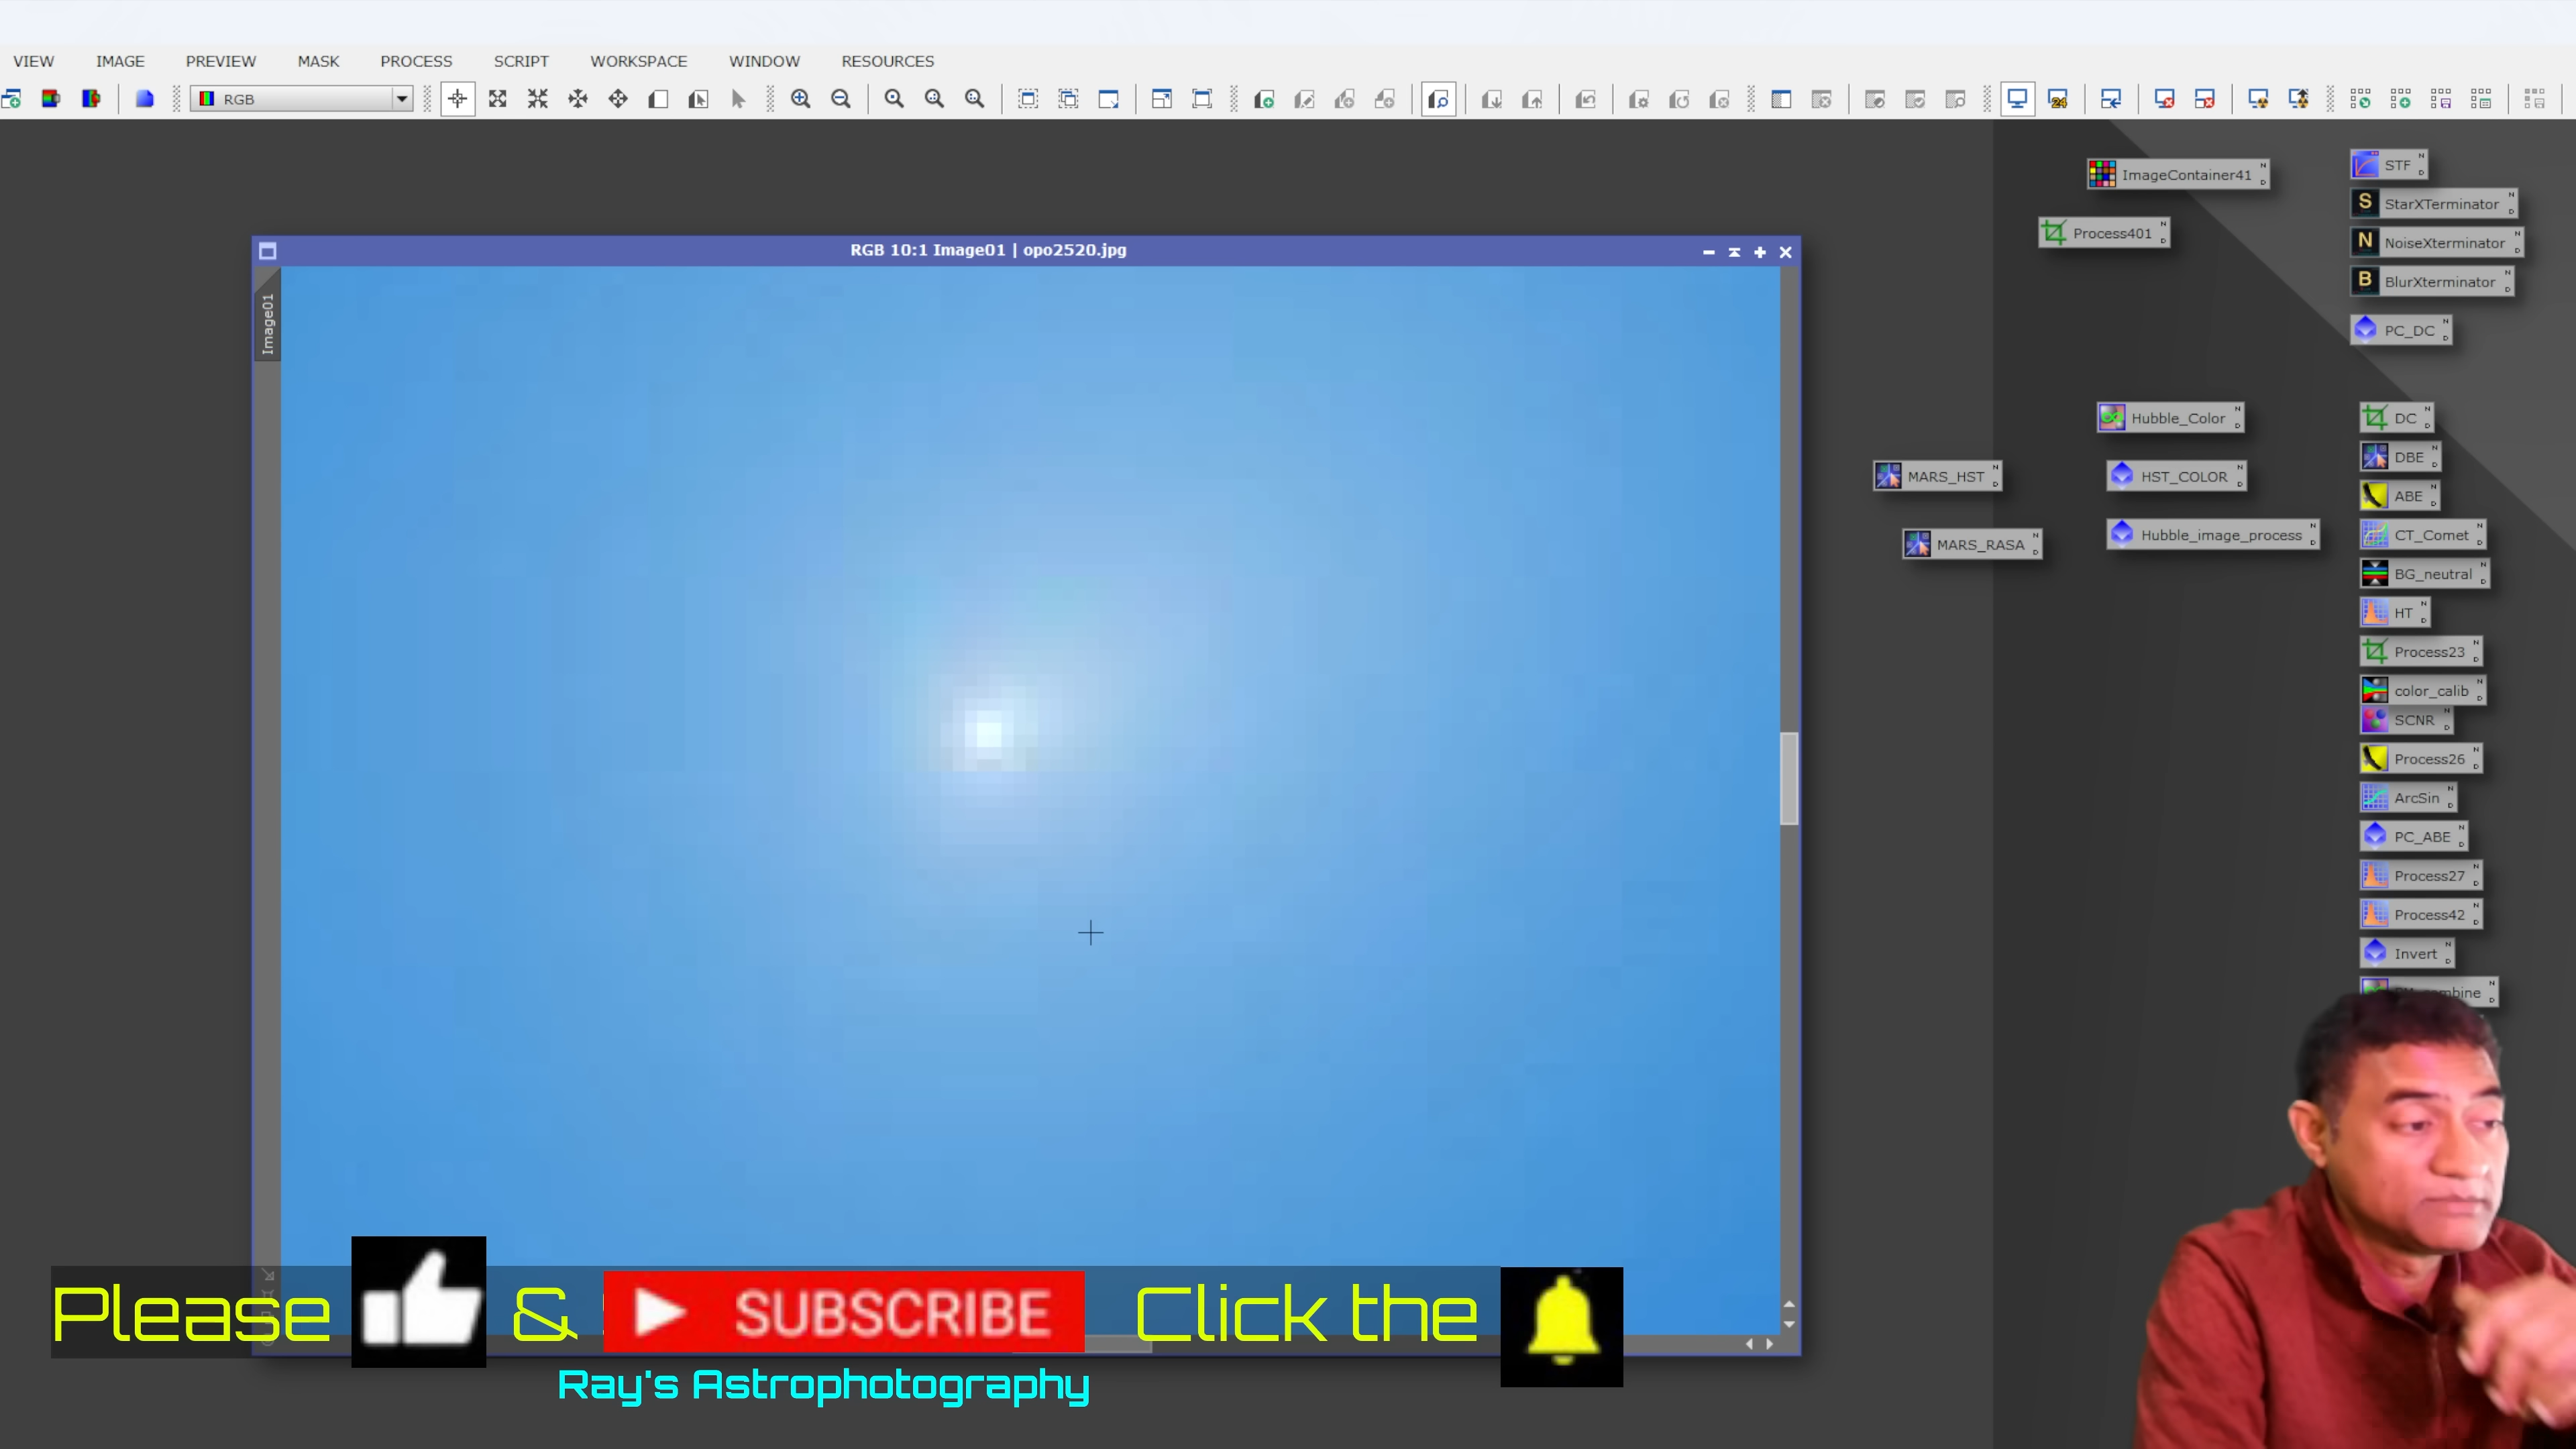 VIEW IMAGE PREVIEW MASK PROCESS SCRIPT WORKSPACE WINDOW RESOURCES
RGB
24
RGB 10:1 Image01 | opo2520.jpg
Image01
ImageContainer41
Process401
MARS_HST
MARS_RASA
Hubble_Color
HST_COLOR
Hubble_image_process
STF
S StarXTerminator
N NoiseXterminator
B BlurXterminator
PC_DC
DC
DBE
ABE
CT_Comet
BG_neutral
HT
Process23
color_calib
SCNR
Process26
ArcSin
PC_ABE
Process27
Process42
Invert
Please & SUBSCRIBE Click the
Ray's Astrophotography